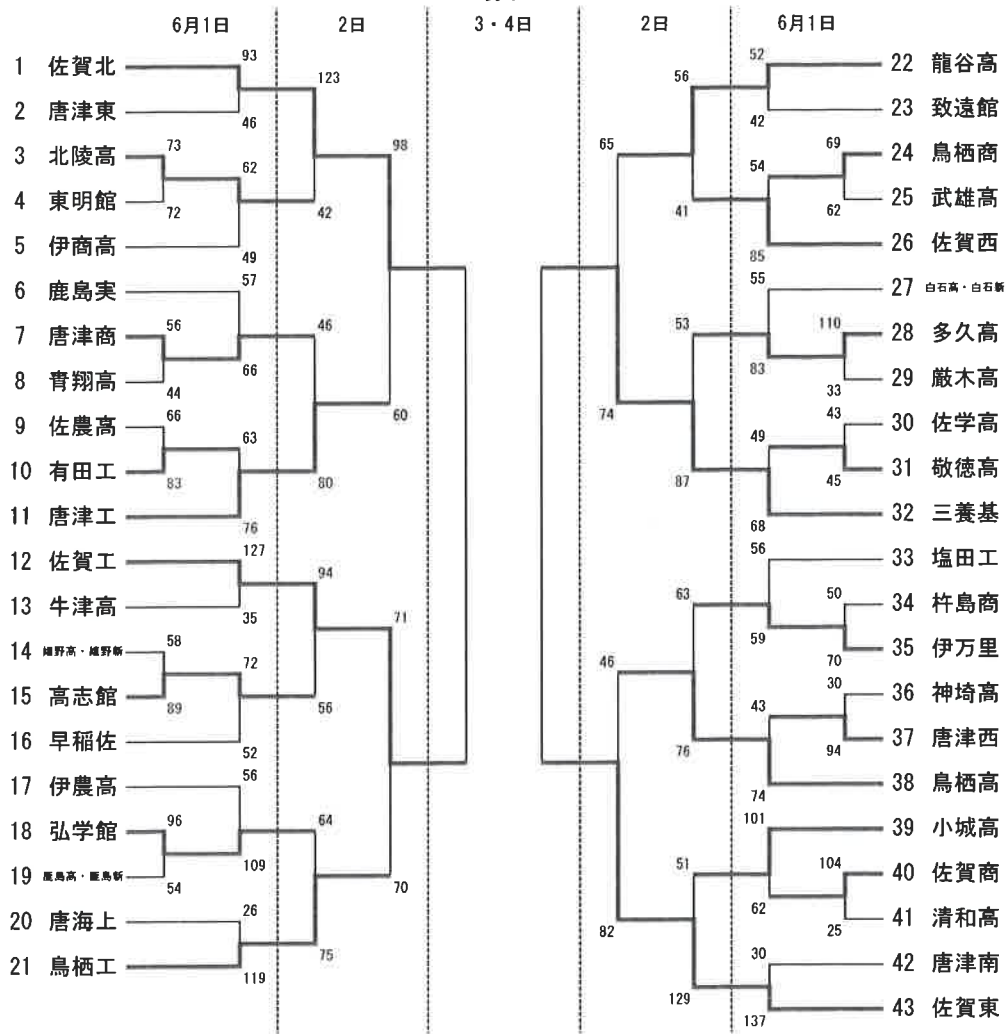 6月1日 2日 3・4日 2日 6月1日
1 佐賀北
2 唐津東
3 北陵高
4 東明館
5 伊商高
6 鹿島実
7 唐津商
8 青翔高
9 佐農高
10 有田工
11 唐津工
12 佐賀工
13 牛津高
14 嬉野高・嬉野新
15 高志館
16 早稲佐
17 伊農高
18 弘学館
19 鹿島高・鹿島新
20 唐海上
21 鳥栖工
93
46
73
72
62
49
57
56
44
66
66
83
63
76
127
35
58
89
72
52
56
96
54
109
26
119
123
42
46
80
94
56
64
75
98
60
71
70
65
74
46
82
56
41
53
87
63
76
51
129
52
42
54
85
55
83
49
68
56
59
43
74
101
62
30
137
69
62
110
33
43
45
50
70
30
94
104
25
22 龍谷高
23 致遠館
24 鳥栖商
25 武雄高
26 佐賀西
27 白石高・白石新
28 多久高
29 厳木高
30 佐学高
31 敬徳高
32 三養基
33 塩田工
34 杵島商
35 伊万里
36 神埼高
37 唐津西
38 鳥栖高
39 小城高
40 佐賀商
41 清和高
42 唐津南
43 佐賀東